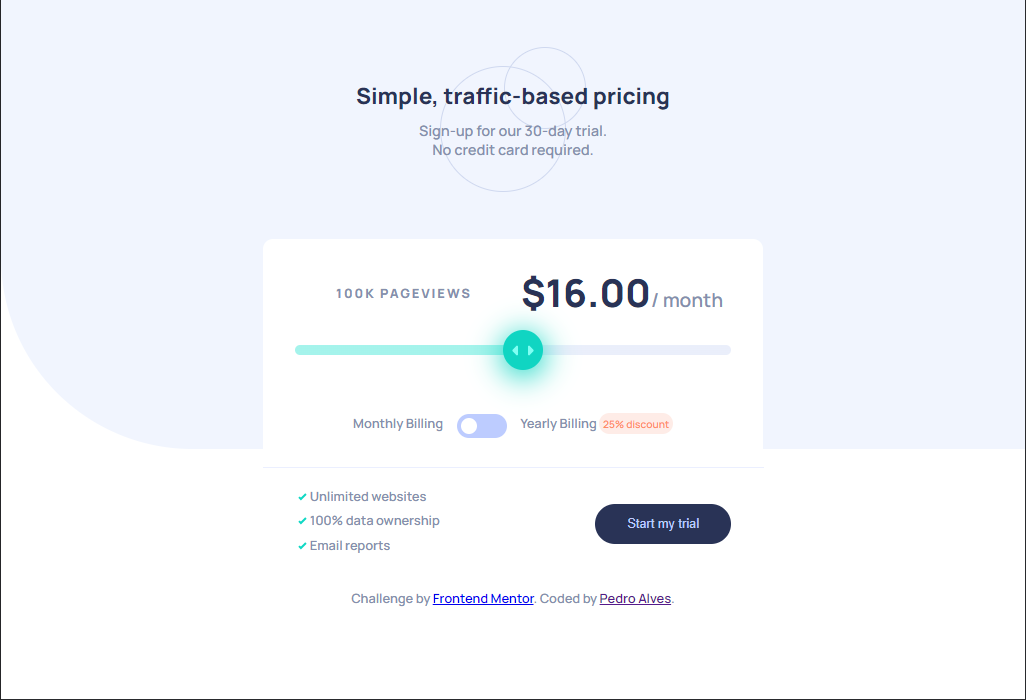 Simple, traffic-based pricing
Sign-up for our 30-day trial.
No credit card required.
100K PAGEVIEWS
$16.00/ month
Monthly Billing
Yearly Billing 25% discount
Unlimited websites
100% data ownership
Email reports
Start my trial
Challenge by Frontend Mentor. Coded by Pedro Alves.